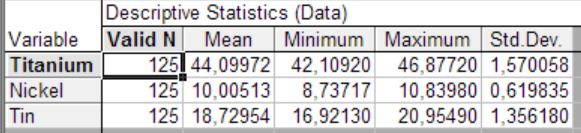 Descriptive Statistics (Data)
Variable Valid N Mean Minimum Maximum Std.Dev.
Titanium 125 44,09972 42,10920 46,87720 1,570058
Nickel 125 10,00513 8,73717 10,83980 0,619835
Tin 125 18,72954 16,92130 20,95490 1,356180